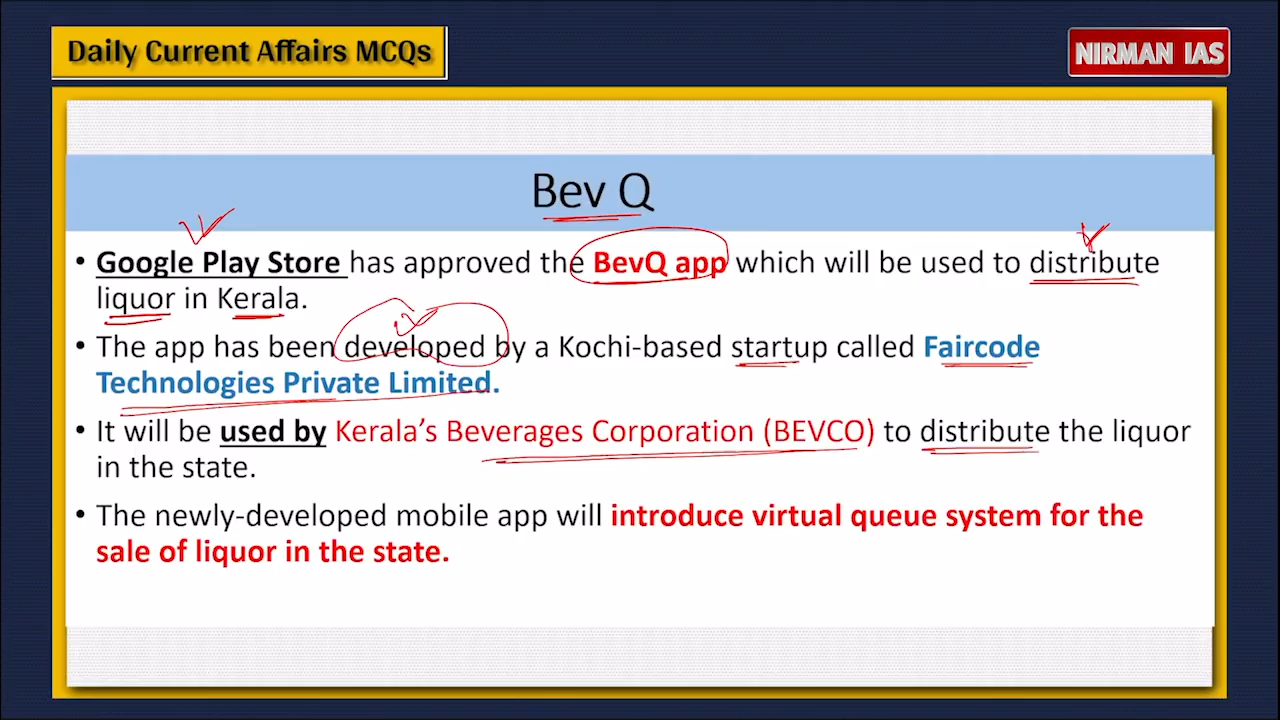 Daily Current Affairs MCQs
NIRMAN IAS
Bev Q
• Google Play Store has approved the BevQ app which will be used to distribute
liquor in Kerala.
• The app has been developed by a Kochi-based startup called Faircode
Technologies Private Limited.
• It will be used by Kerala’s Beverages Corporation (BEVCO) to distribute the liquor
in the state.
• The newly-developed mobile app will introduce virtual queue system for the
sale of liquor in the state.